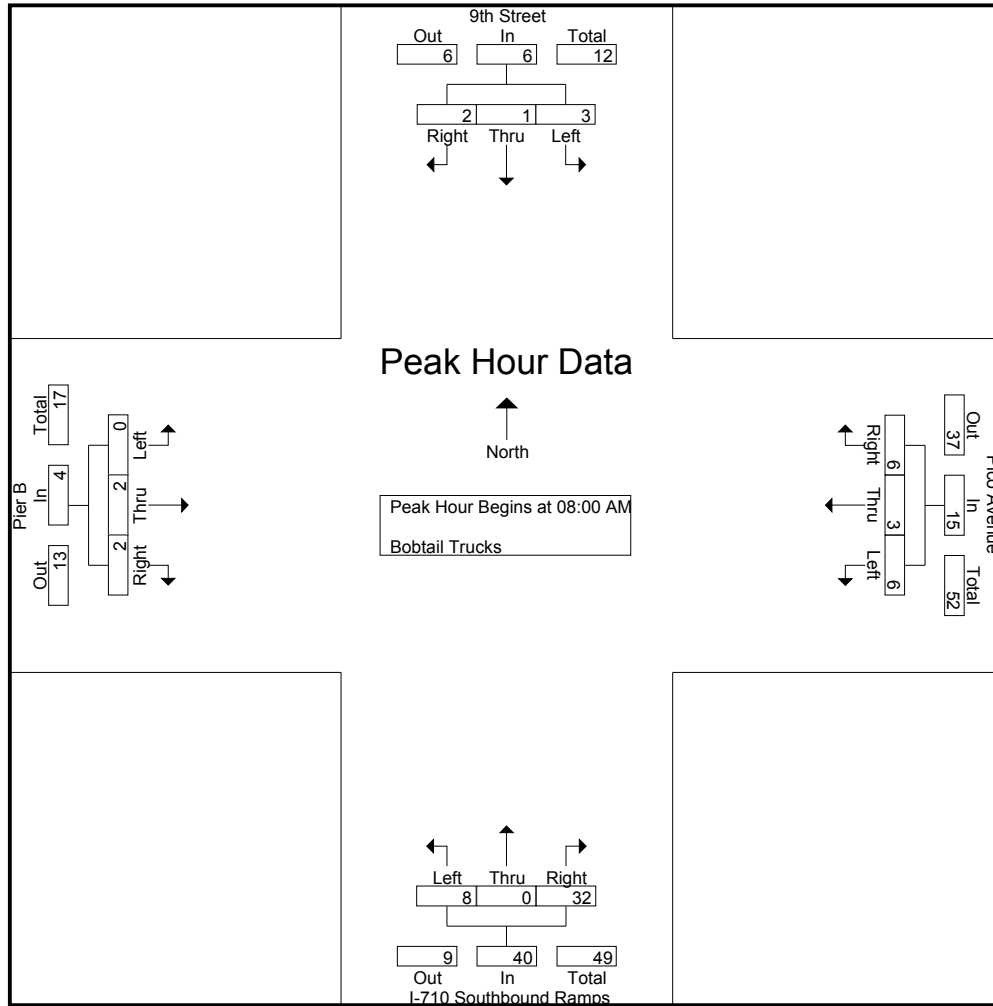 9th Street
Out In Total
6 6 12
2 1 3
Right Thru Left
Peak Hour Data
North
Peak Hour Begins at 08:00 AM
Bobtail Trucks
Pier B
Total In Out
17 4 13
0 2 2
Left Thru Right
Right Thru Left
6 3 6
37 15 52
Out In Total
Avenue
Left Thru Right
8 0 32
9 40 49
Out In Total
I-710 Southbound Ramps